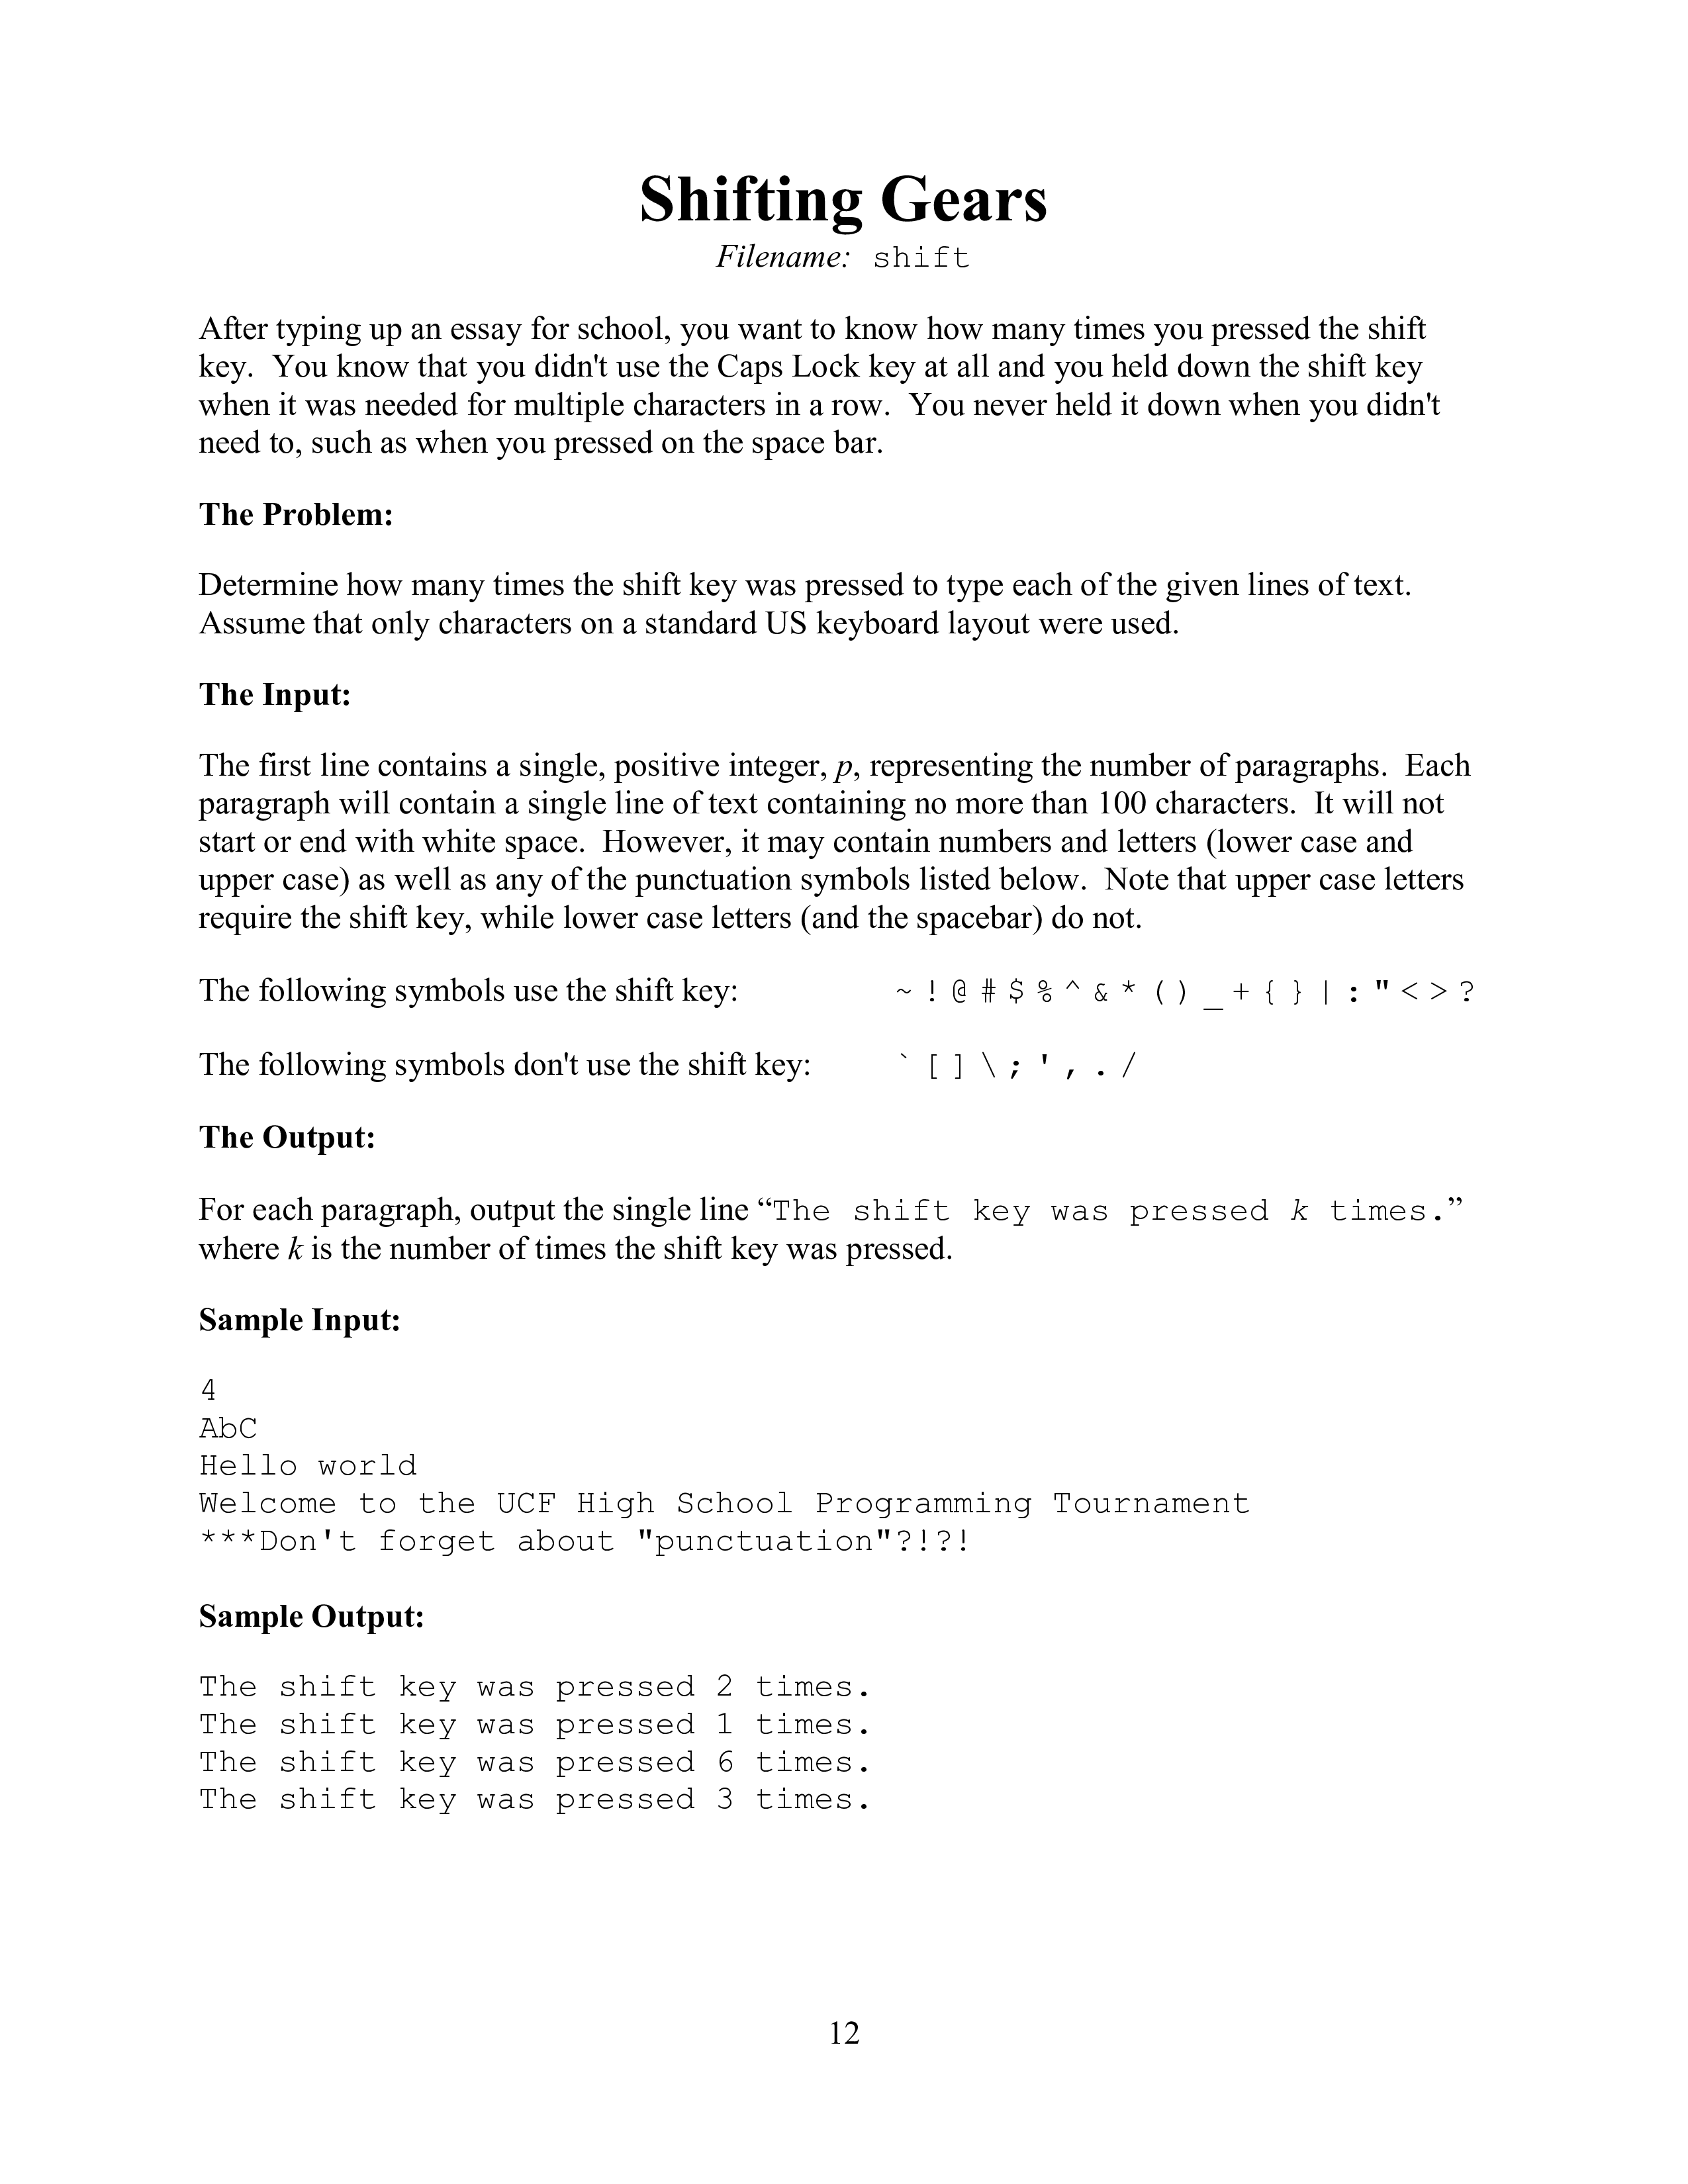 Shifting Gears
Filename: shift
After typing up an essay for school, you want to know how many times you pressed the shift
key.  You know that you didn't use the Caps Lock key at all and you held down the shift key
when it was needed for multiple characters in a row.  You never held it down when you didn't
need to, such as when you pressed on the space bar.
The Problem:
Determine how many times the shift key was pressed to type each of the given lines of text.
Assume that only characters on a standard US keyboard layout were used.
The Input:
The first line contains a single, positive integer, p, representing the number of paragraphs.  Each
paragraph will contain a single line of text containing no more than 100 characters.  It will not
start or end with white space.  However, it may contain numbers and letters (lower case and
upper case) as well as any of the punctuation symbols listed below.  Note that upper case letters
require the shift key, while lower case letters (and the spacebar) do not.
The following symbols use the shift key: ~ ! @ # $ % ^ & * ( ) _ + { } | : " < > ?
The following symbols don't use the shift key: ` [ ] \ ; ' , . /
The Output:
For each paragraph, output the single line “The shift key was pressed k times.”
where k is the number of times the shift key was pressed.
Sample Input:
4
AbC
Hello world
Welcome to the UCF High School Programming Tournament
***Don't forget about "punctuation"?!?!
Sample Output:
The shift key was pressed 2 times.
The shift key was pressed 1 times.
The shift key was pressed 6 times.
The shift key was pressed 3 times.
12